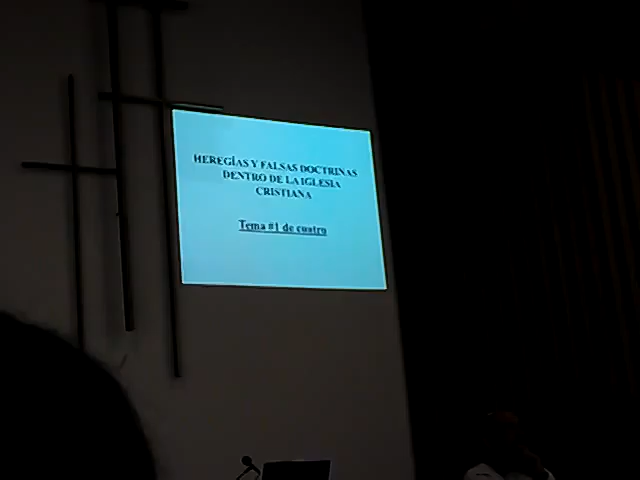 HEREGÍAS Y FALSAS DOCTRINAS
DENTRO DE LA IGLESIA
CRISTIANA
Tema #1 de cuatro